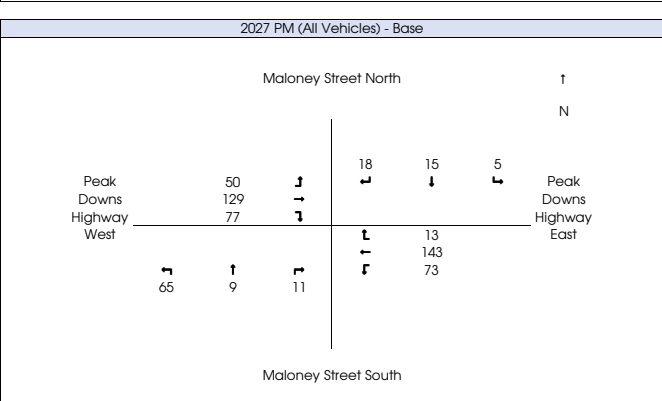 2027 PM (All Vehicles) - Base
Maloney Street North ↑
N
18 15 5
Peak 50 ↱ ↵ ↓ ↳ Peak
Downs 129 → Downs
Highway 77 ↴ Highway
West ↰ 13 East
← 143
↰ ↑ ↱ ↲ 73
65 9 11
Maloney Street South